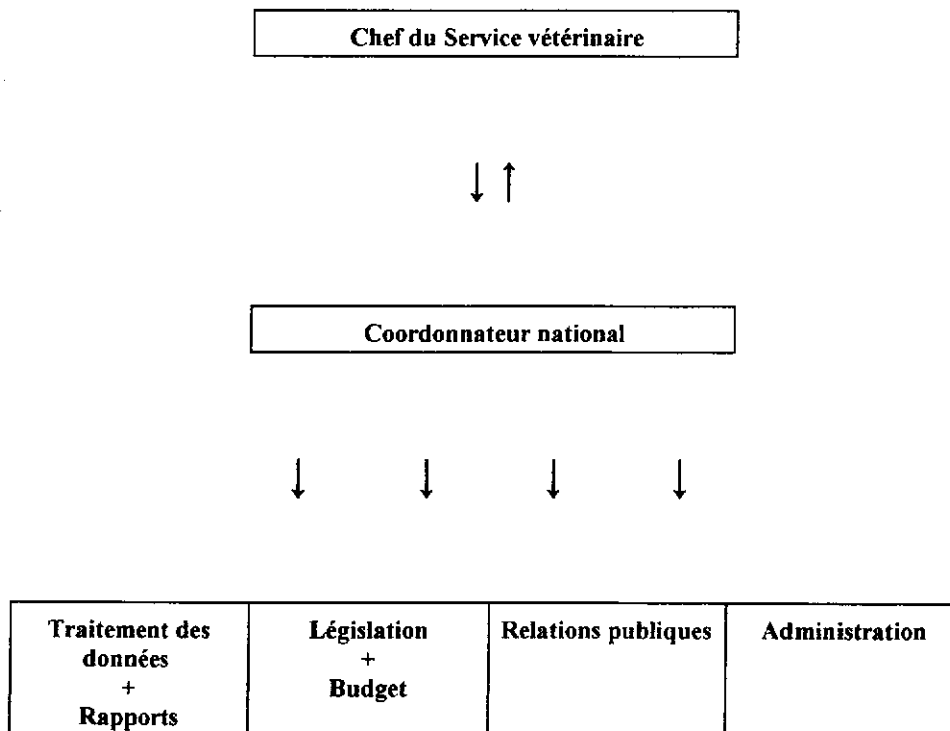 Chef du Service vétérinaire
↓ ↑
Coordonnateur national
↓ ↓ ↓ ↓
Traitement des
données
+
Rapports
Législation
+
Budget
Relations publiques
Administration